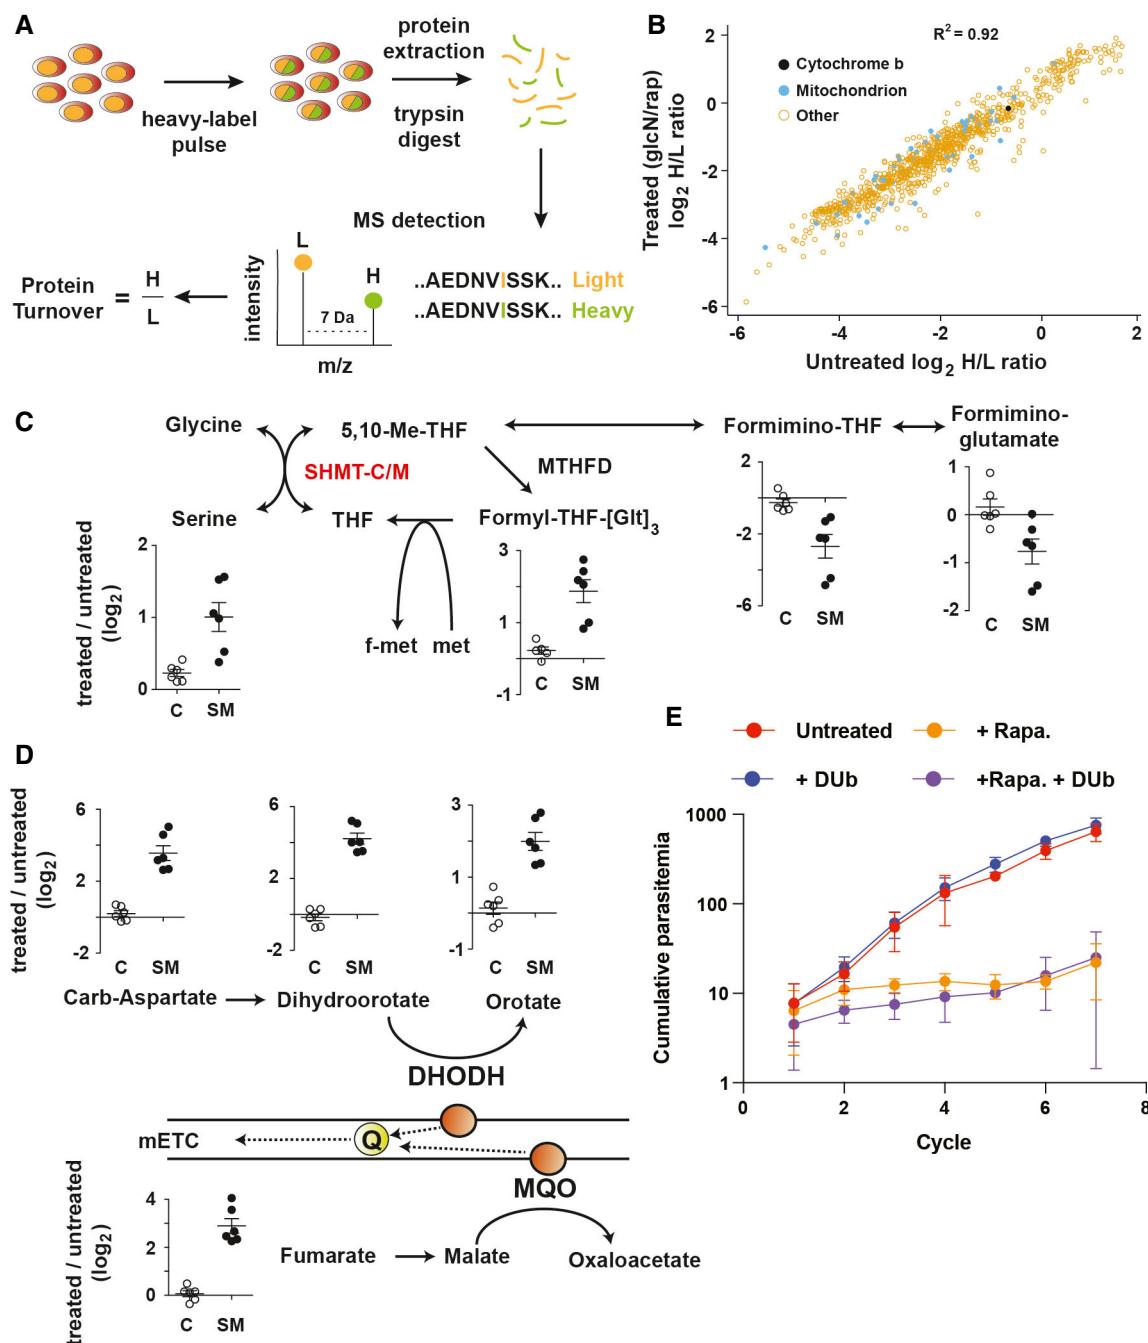 A
heavy-label
pulse
protein
extraction
trypsin
digest
MS detection
Protein
Turnover
=
H
L
intensity
L
H
7 Da
m/z
..AEDNVISSK.. Light
..AEDNVISSK.. Heavy
B
R² = 0.92
Cytochrome b
Mitochondrion
Other
Treated (glcN/rap)
log₂ H/L ratio
2
0
-2
-4
-6
-6
-4
-2
0
2
Untreated log₂ H/L ratio
C
Glycine
5,10-Me-THF
Formimino-THF
Formimino-
glutamate
SHMT-C/M
MTHFD
Serine
THF
Formyl-THF-[Glt]₃
f-met
met
treated / untreated
(log₂)
2
1
0
C
SM
3
1
-1
C
SM
2
-2
-6
C
SM
1
0
-1
-2
C
SM
D
treated / untreated
(log₂)
6
2
-2
C
SM
6
2
-2
C
SM
3
1
-1
C
SM
Carb-Aspartate
Dihydroorotate
Orotate
DHODH
mETC
Q
MQO
treated / untreated
(log₂)
4
2
0
C
SM
Fumarate
Malate
Oxaloacetate
E
Untreated
+ Rapa.
+ DUb
+Rapa. + DUb
Cumulative parasitemia
1000
100
10
1
0
2
4
6
8
Cycle